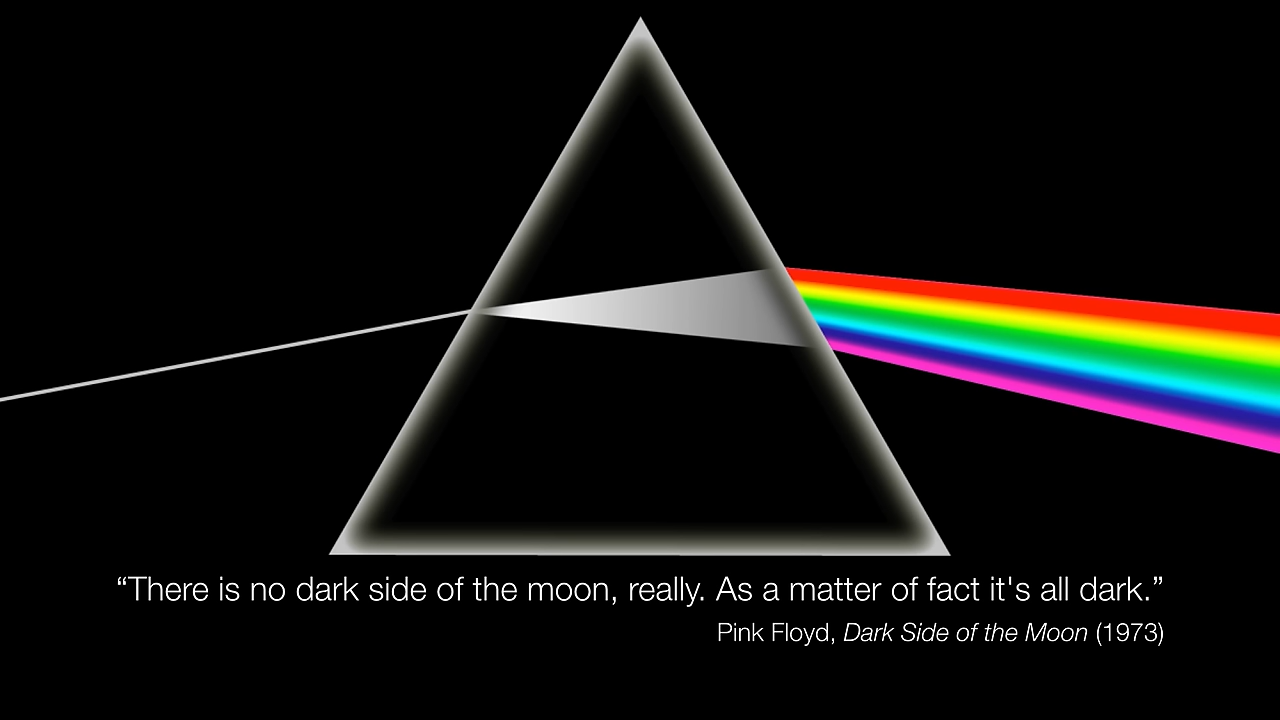 “There is no dark side of the moon, really. As a matter of fact it's all dark.”
Pink Floyd, Dark Side of the Moon (1973)